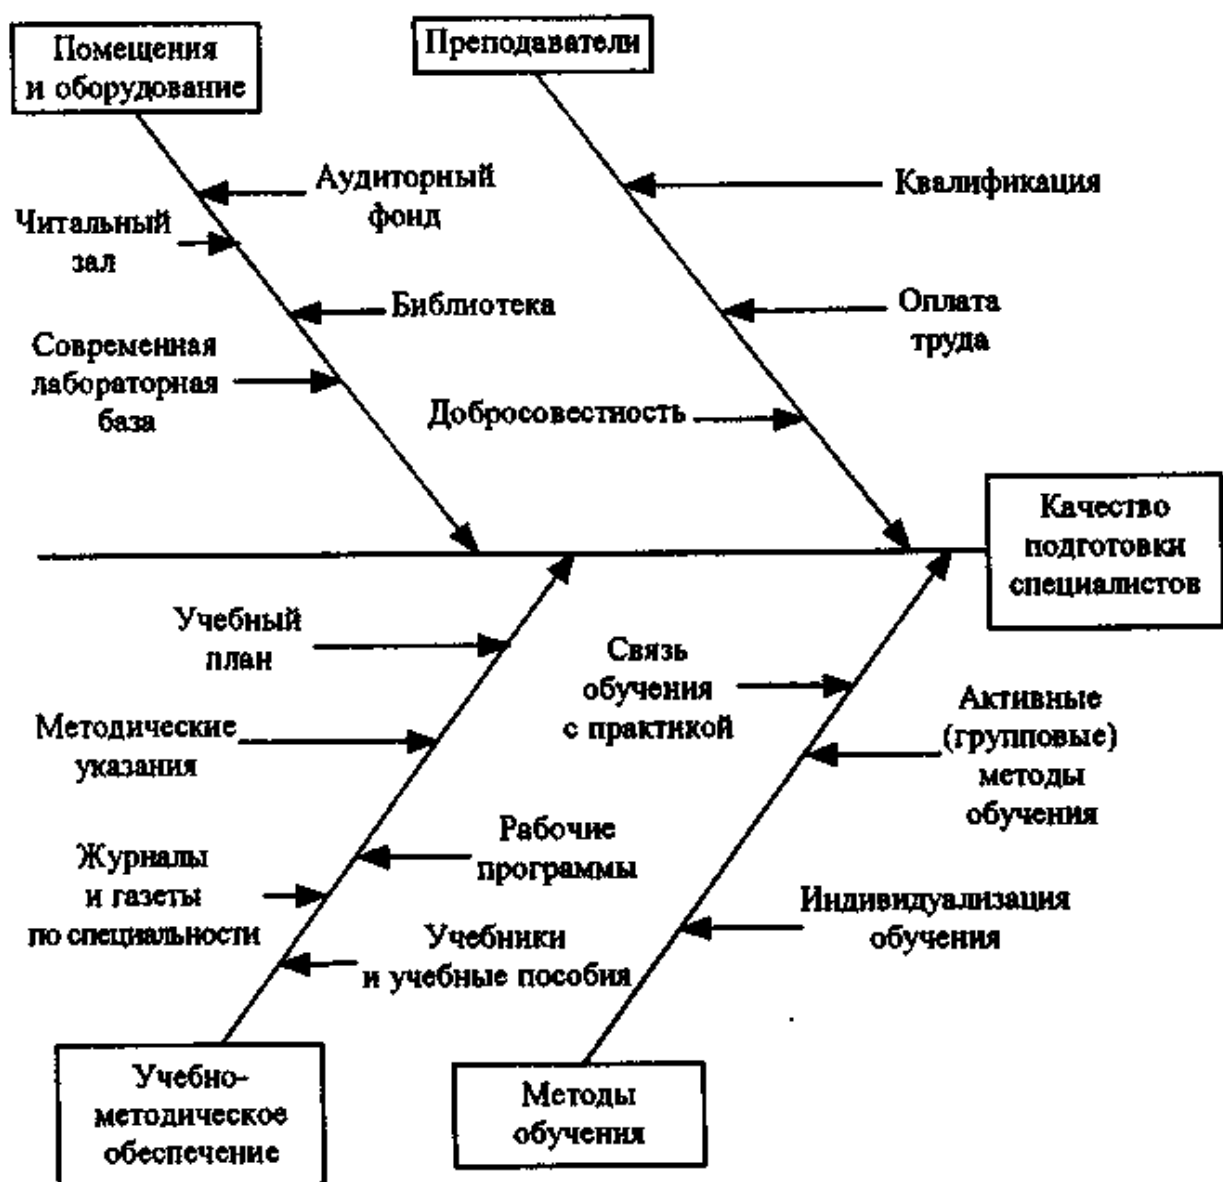 Помещения
и оборудование
Преподаватели
Аудиторный
фонд
Квалификация
Читальный
зал
Библиотека
Оплата
труда
Современная
лабораторная
база
Добросовестность
Качество
подготовки
специалистов
Учебный
план
Связь
обучения
с практикой
Методические
указания
Активные
(групповые)
методы
обучения
Рабочие
программы
Журналы
и газеты
по специальности
Индивидуализация
обучения
Учебники
и учебные пособия
Учебно-
методическое
обеспечение
Методы
обучения